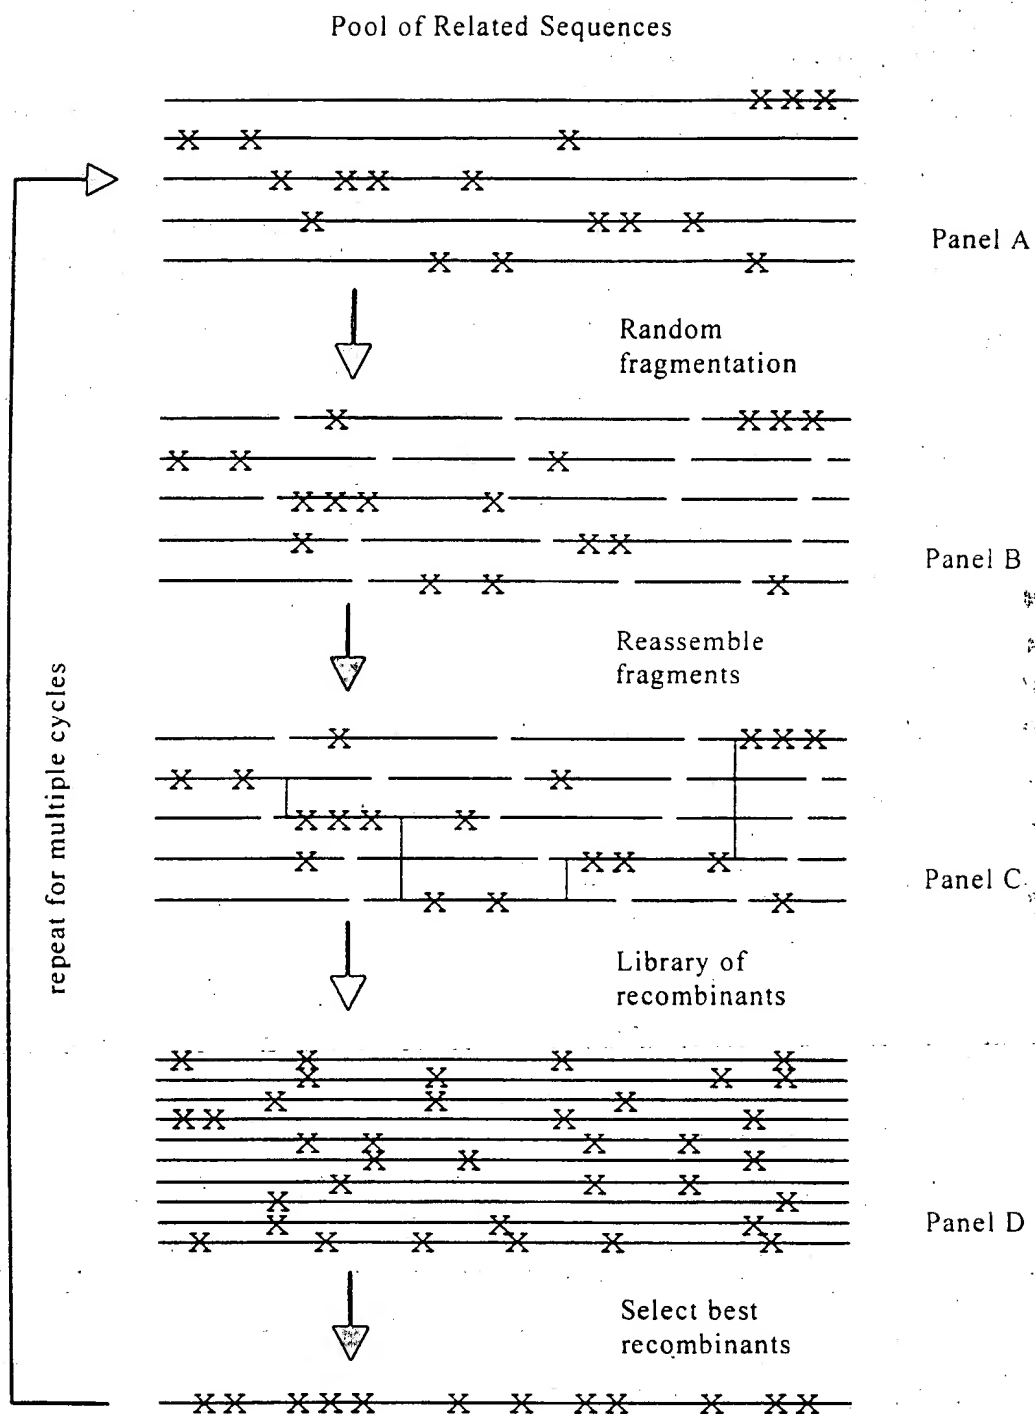 Pool of Related Sequences
Panel A
Random
fragmentation
Panel B
Reassemble
fragments
repeat for multiple cycles
Panel C
Library of
recombinants
Panel D
Select best
recombinants